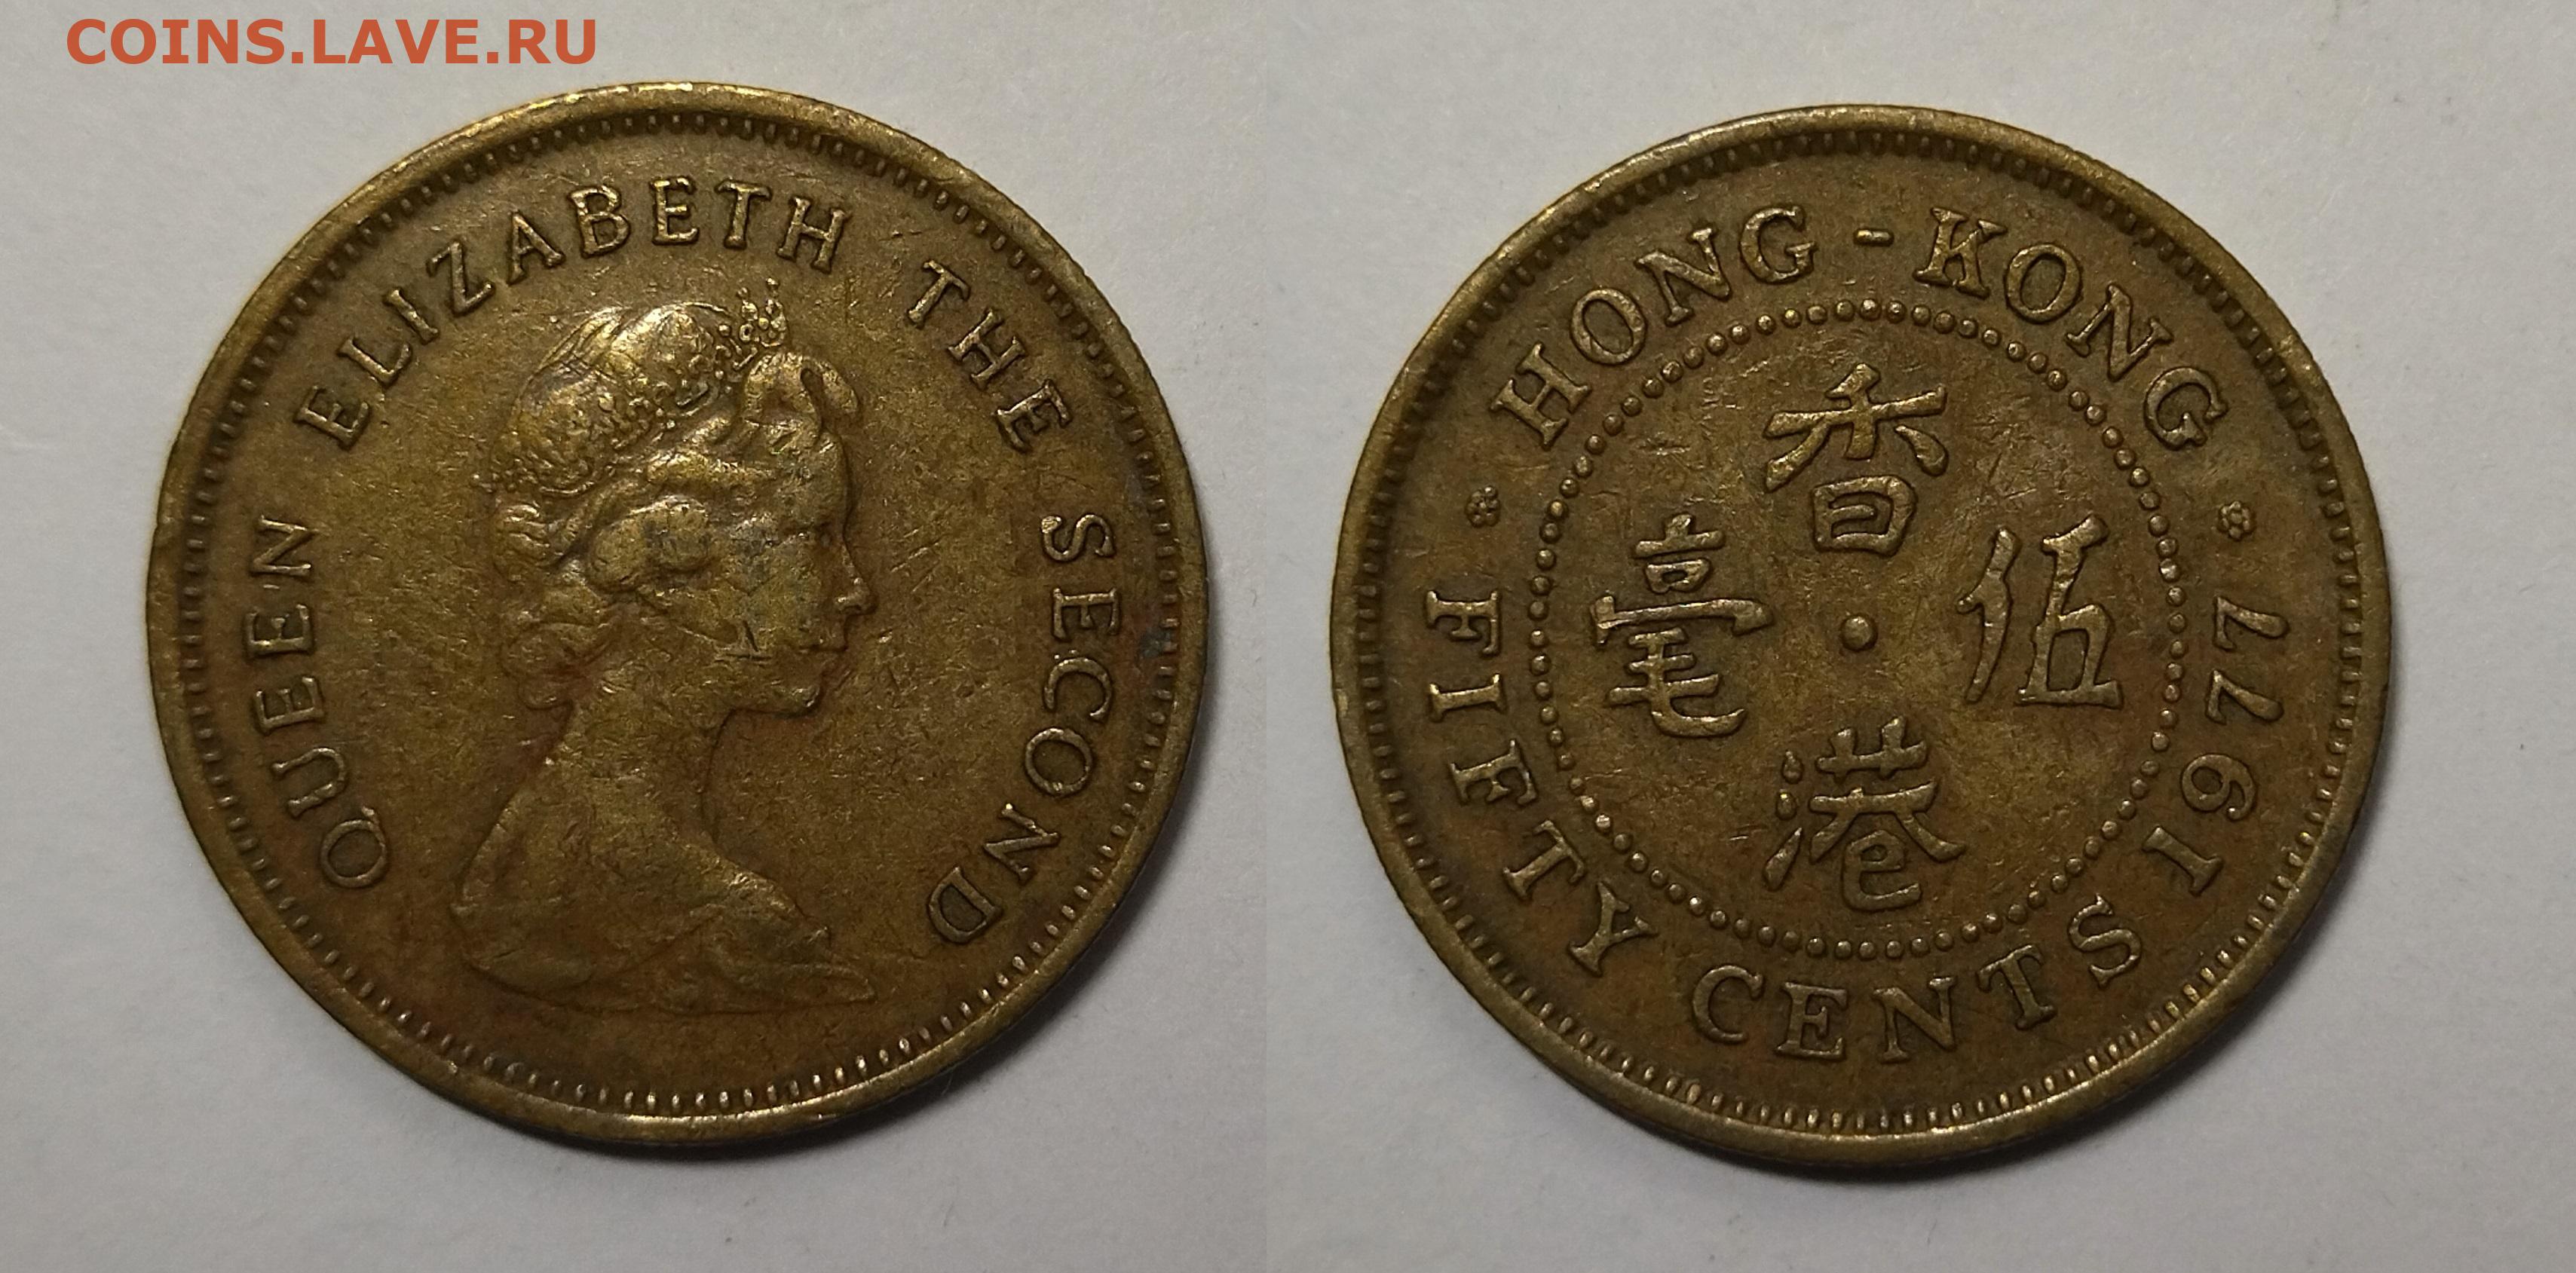 COINS.LAVE.RU
QUEEN ELIZABETH THE SECOND
HONG - KONG
香
港
伍
毫
FIFTY CENTS 1977